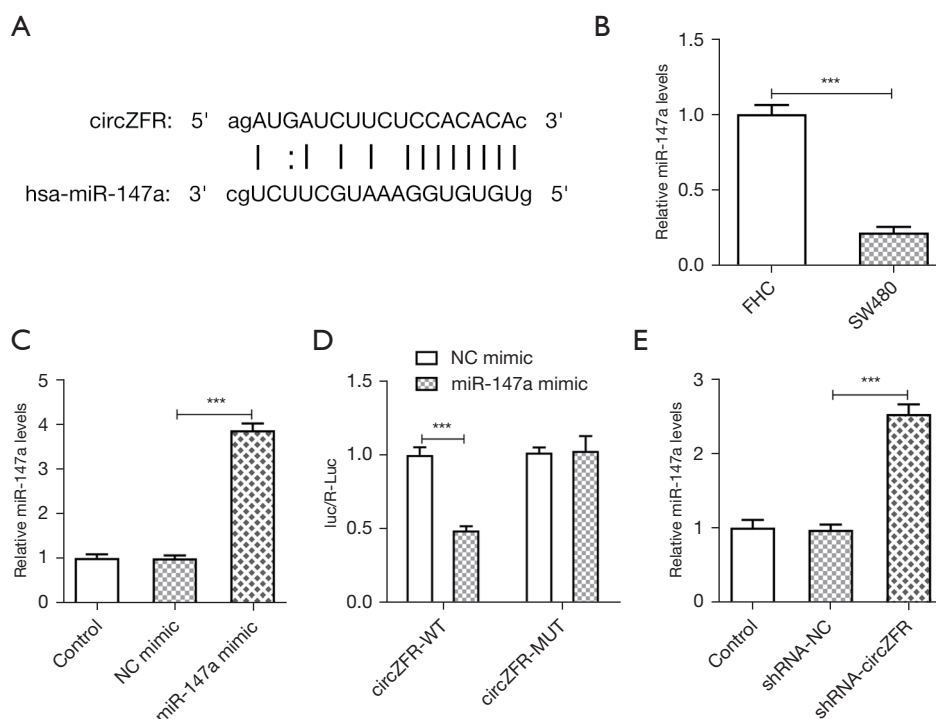 A
circZFR: 5' agAUGAUCUUCUCCACACAc 3'
hsa-miR-147a: 3' cgUCUUCGUAAAGGUGUGUg 5'
B
Relative miR-147a levels
1.5
1.0
0.5
0.0
***
FHC
SW480
C
Relative miR-147a levels
5
4
3
2
1
0
***
Control
NC mimic
miR-147a mimic
D
NC mimic
miR-147a mimic
luc/R-Luc
1.5
1.0
0.5
0.0
***
circZFR-WT
circZFR-MUT
E
Relative miR-147a levels
3
2
1
0
***
Control
shRNA-NC
shRNA-circZFR